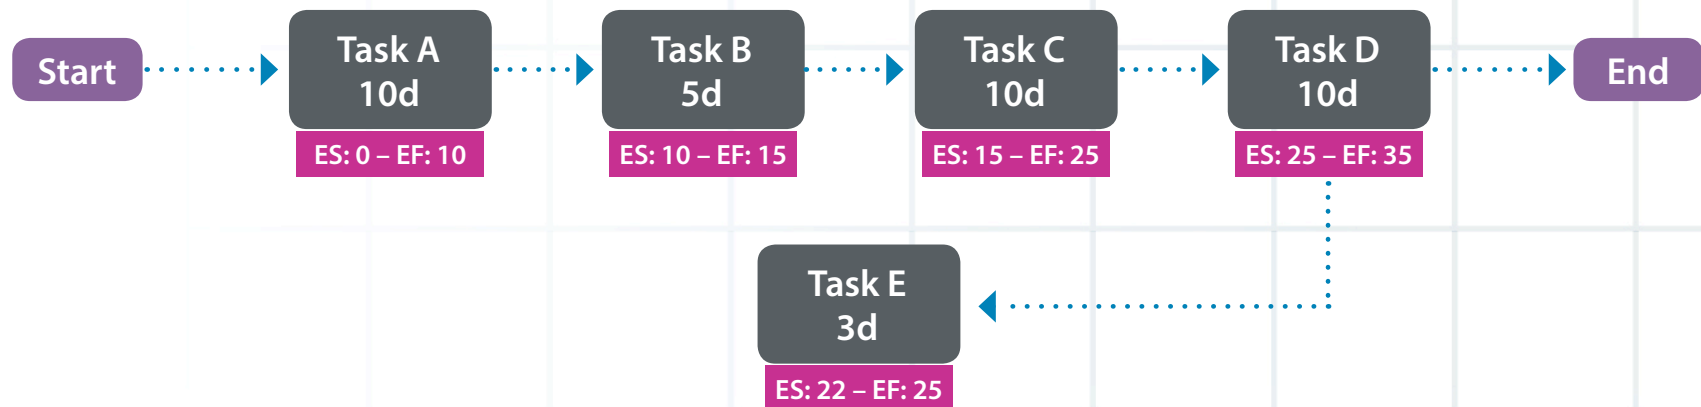 Start
Task A
10d
ES: 0 – EF: 10
Task B
5d
ES: 10 – EF: 15
Task C
10d
ES: 15 – EF: 25
Task D
10d
ES: 25 – EF: 35
End
Task E
3d
ES: 22 – EF: 25